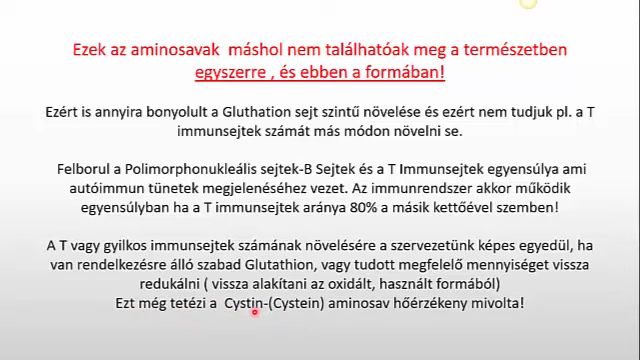 Ezek az aminosavak  máshol nem találhatóak meg a természetben
egyszerre , és ebben a formában!
Ezért is annyira bonyolult a Gluthation sejt szintű növelése és ezért nem tudjuk pl. a T
immunsejtek számát más módon növelni se.
Felborul a Polimorphonukleális sejtek-B Sejtek és a T Immunsejtek egyensúlya ami
autóimmun tünetek megjelenéséhez vezet. Az immunrendszer akkor működik
egyensúlyban ha a T immunsejtek aránya 80% a másik kettőével szemben!
A T vagy gyilkos immunsejtek számának növelésére a szervezetünk képes egyedül, ha
van rendelkezésre álló szabad Glutathion, vagy tudott megfelelő mennyiséget vissza
redukálni ( vissza alakítani az oxidált, használt formából)
Ezt még tetézi a  Cystin-(Cystein) aminosav hőérzékeny mivolta!